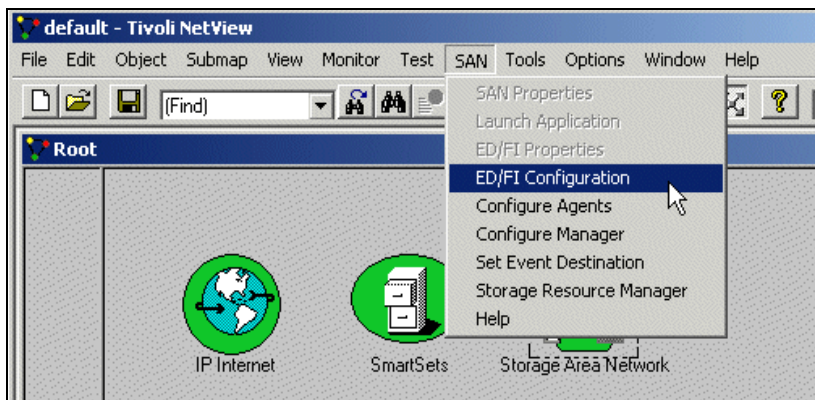 default - Tivoli NetView
File Edit Object Submap View Monitor Test SAN Tools Options Window Help
(Find)
SAN Properties
Launch Application
ED/FI Properties
ED/FI Configuration
Configure Agents
Configure Manager
Set Event Destination
Storage Resource Manager
Help
Root
IP Internet SmartSets Storage Area Network